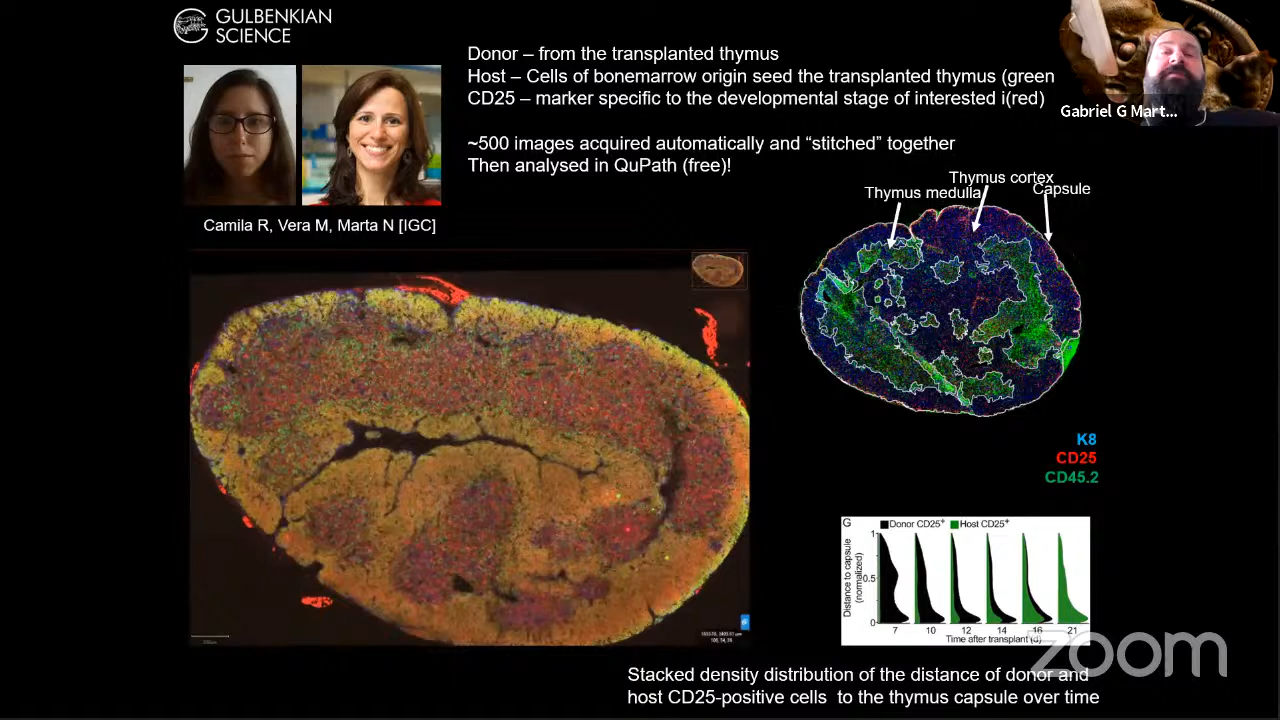 GULBENKIAN
SCIENCE
Donor – from the transplanted thymus
Host – Cells of bonemarrow origin seed the transplanted thymus (green
CD25 – marker specific to the developmental stage of interested i(red)
~500 images acquired automatically and “stitched” together
Then analysed in QuPath (free)!
Gabriel G Mart...
Camila R, Vera M, Marta N [IGC]
Thymus cortex
Thymus medulla
Capsule
K8
CD25
CD45.2
G
Donor CD25+ Host CD25+
Distance to capsule
(normalized)
1
0.5
0
7 10 12 14 16 21
Time after transplant (d)
zoom
Stacked density distribution of the distance of donor and
host CD25-positive cells to the thymus capsule over time